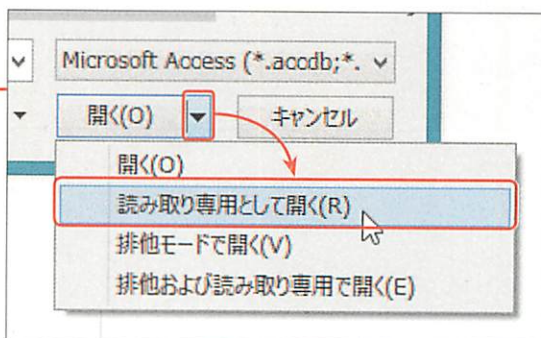 Microsoft Access (*.accdb;*.
開く(O) キャンセル
開く(O)
読み取り専用として開く(R)
排他モードで開く(V)
排他および読み取り専用で開く(E)